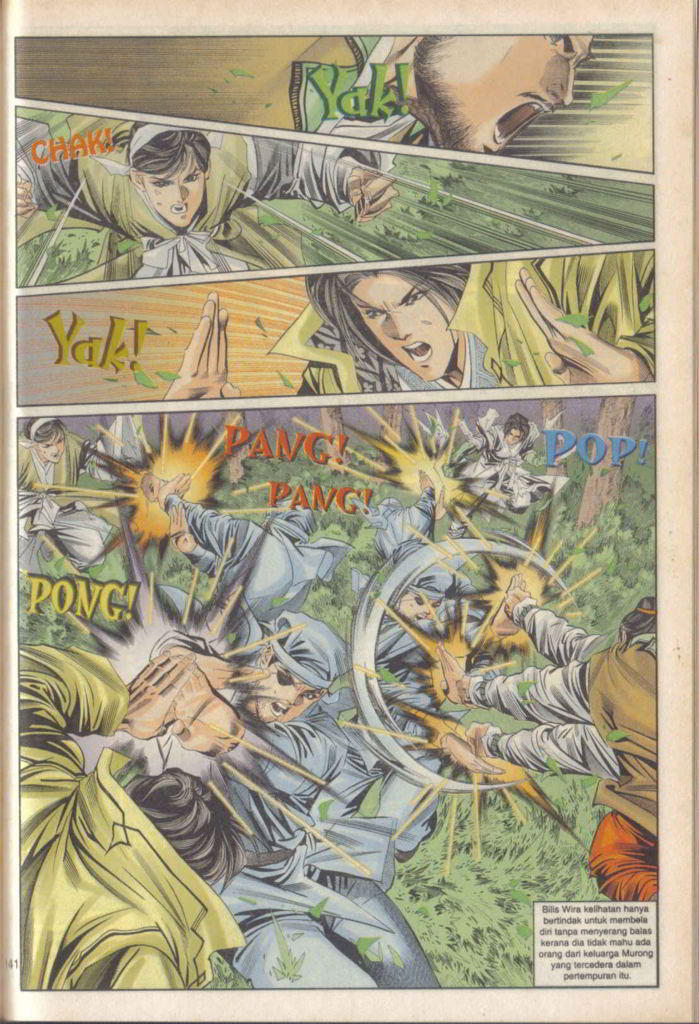 Yak!
CHAK!
Yak!
PANG!
POP!
PANG!
PONG!
Bilis Wira kelihatan hanya
bertindak untuk membela
diri tanpa menyerang balas
kerana dia tidak mahu ada
orang dari keluarga Murong
yang tercedera dalam
pertempuran itu.